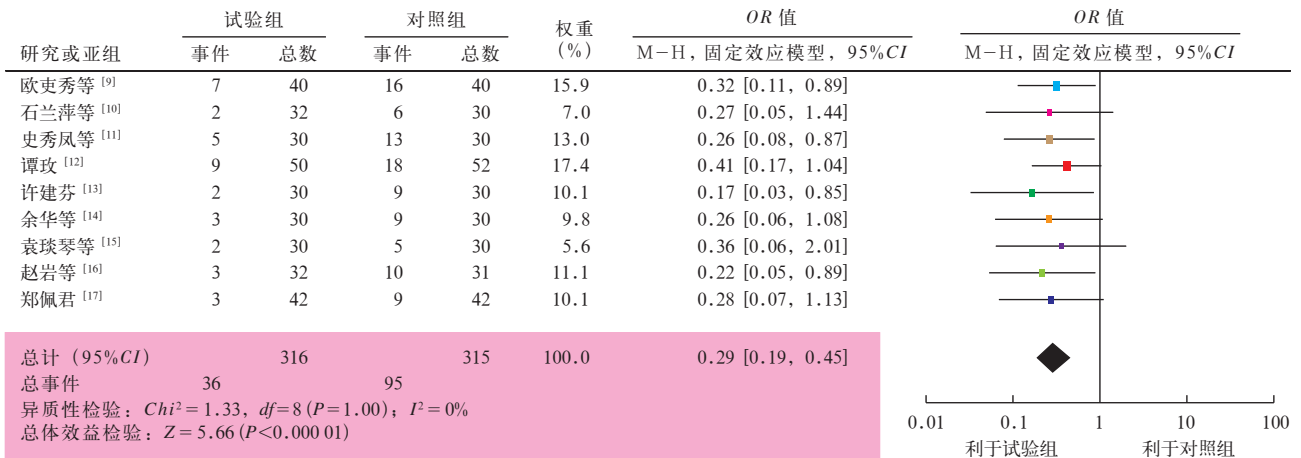 试验组 对照组 权重 OR 值 OR 值
研究或亚组 事件 总数 事件 总数 (%) M-H,固定效应模型,95%CI M-H,固定效应模型,95%CI
欧吏秀等 [9] 7 40 16 40 15.9 0.32 [0.11, 0.89]
石兰萍等 [10] 2 32 6 30 7.0 0.27 [0.05, 1.44]
史秀凤等 [11] 5 30 13 30 13.0 0.26 [0.08, 0.87]
谭玫 [12] 9 50 18 52 17.4 0.41 [0.17, 1.04]
许建芬 [13] 2 30 9 30 10.1 0.17 [0.03, 0.85]
余华等 [14] 3 30 9 30 9.8 0.26 [0.06, 1.08]
袁琰琴等 [15] 2 30 5 30 5.6 0.36 [0.06, 2.01]
赵岩等 [16] 3 32 10 31 11.1 0.22 [0.05, 0.89]
郑佩君 [17] 3 42 9 42 10.1 0.28 [0.07, 1.13]
总计 (95%CI) 316 315 100.0 0.29 [0.19, 0.45]
总事件 36 95
异质性检验:Chi²=1.33, df=8(P=1.00);I²=0%
总体效益检验:Z=5.66(P<0.000 01)
0.01 0.1 1 10 100
利于试验组 利于对照组